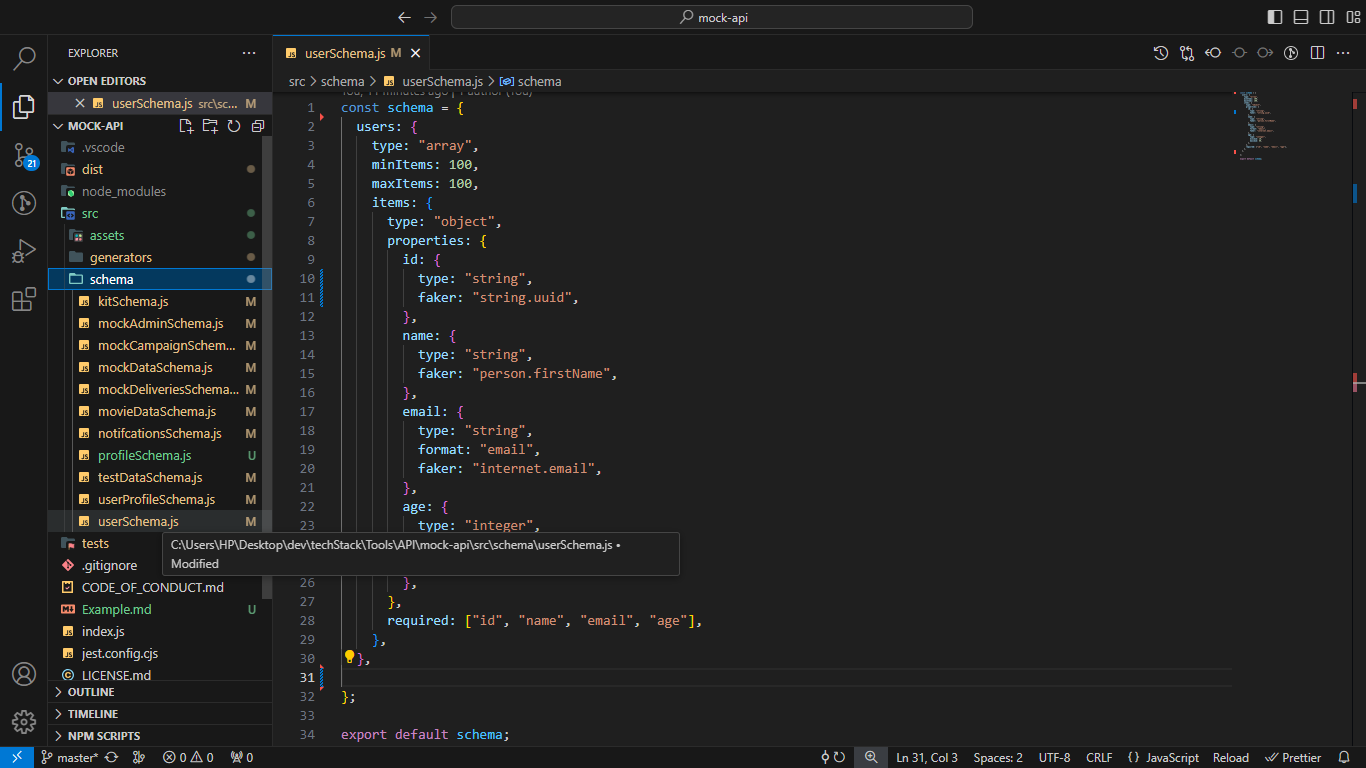 mock-api
EXPLORER
userSchema.js M
OPEN EDITORS
src > schema > userSchema.js > schema
userSchema.js src\sc... M
MOCK-API
.vscode
dist
node_modules
src
assets
generators
schema
kitSchema.js M
mockAdminSchema.js M
mockCampaignSchem... M
mockDataSchema.js M
mockDeliveriesSchema... M
movieDataSchema.js M
notifcationsSchema.js M
profileSchema.js U
testDataSchema.js M
userProfileSchema.js M
userSchema.js M
tests
.gitignore
CODE_OF_CONDUCT.md
Example.md U
index.js
jest.config.cjs
LICENSE.md
OUTLINE
TIMELINE
NPM SCRIPTS
21
You, 11 minutes ago | 1 author (You)
1 const schema = {
2 users: {
3 type: "array",
4 minItems: 100,
5 maxItems: 100,
6 items: {
7 type: "object",
8 properties: {
9 id: {
10 type: "string",
11 faker: "string.uuid",
12 },
13 name: {
14 type: "string",
15 faker: "person.firstName",
16 },
17 email: {
18 type: "string",
19 format: "email",
20 faker: "internet.email",
21 },
22 age: {
23 type: "integer",
C:\Users\HP\Desktop\dev\techStack\Tools\API\mock-api\src\schema\userSchema.js •
Modified
26 },
27 },
28 required: ["id", "name", "email", "age"],
29 },
30 },
31
32 };
33
34 export default schema;
master* 0 0 0 Ln 31, Col 3 Spaces: 2 UTF-8 CRLF {} JavaScript Reload Prettier